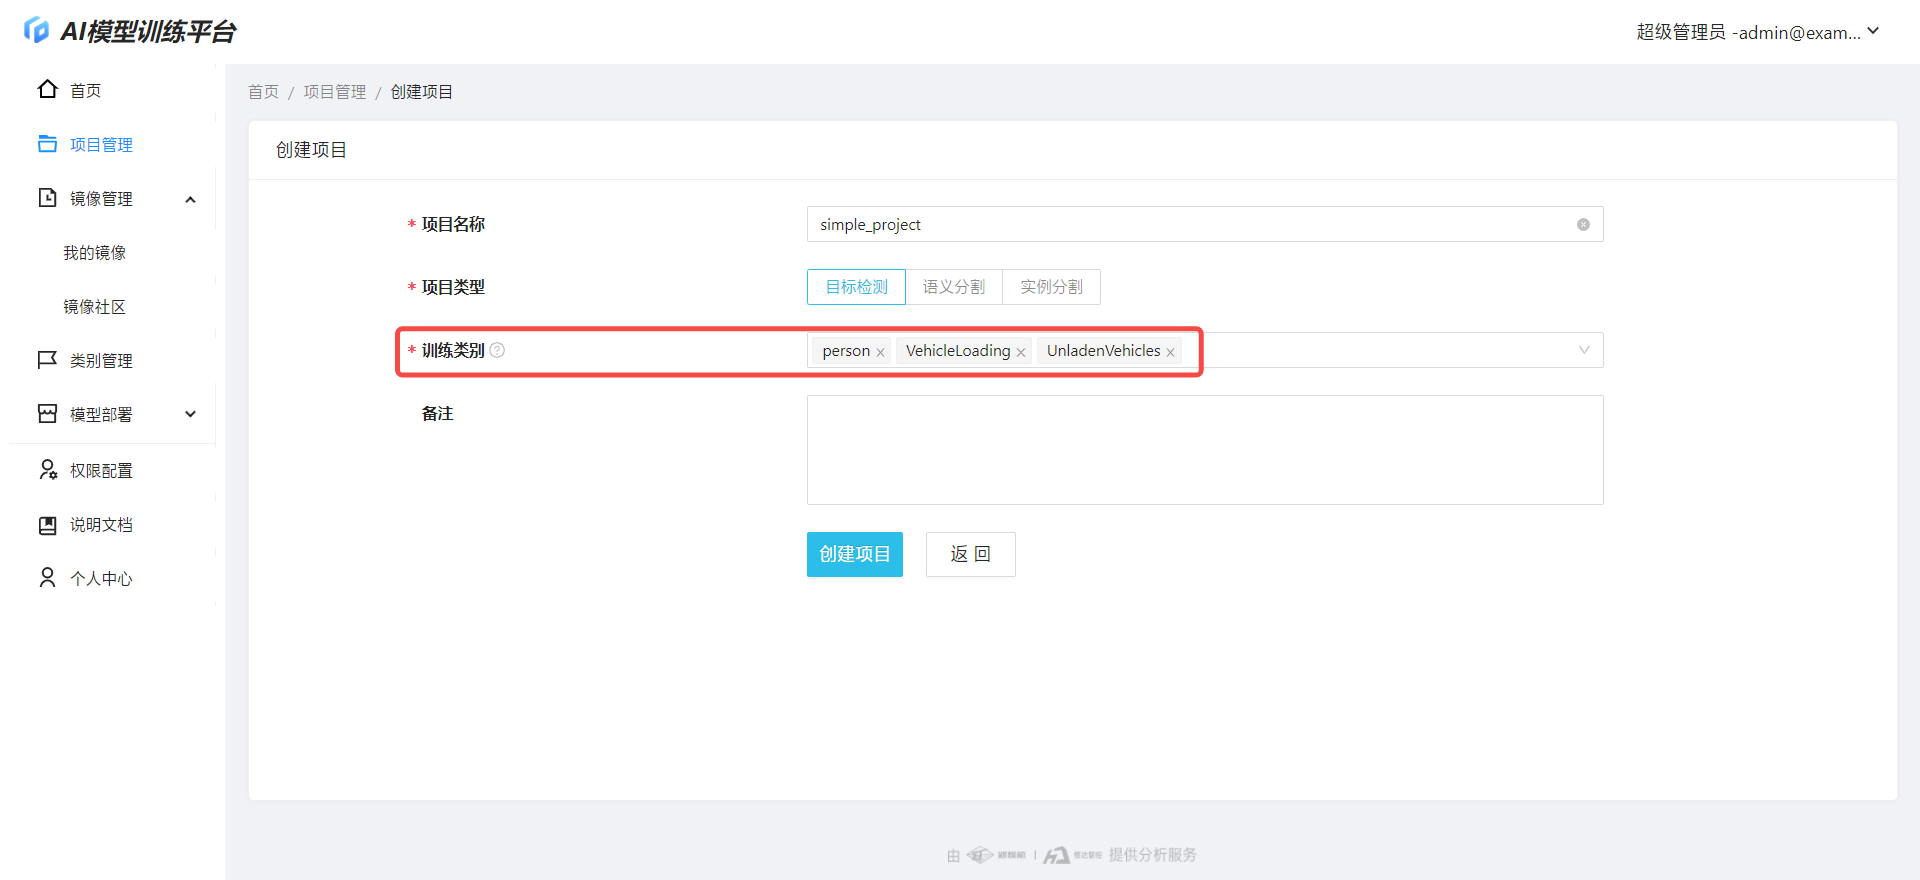 AI模型训练平台
超级管理员 -admin@exam...
首页
项目管理
镜像管理
我的镜像
镜像社区
类别管理
模型部署
权限配置
说明文档
个人中心
首页 / 项目管理 / 创建项目
创建项目
* 项目名称 simple_project
* 项目类型 目标检测 语义分割 实例分割
* 训练类别 person VehicleLoading UnladenVehicles
备注
创建项目 返 回
由 | 提供分析服务